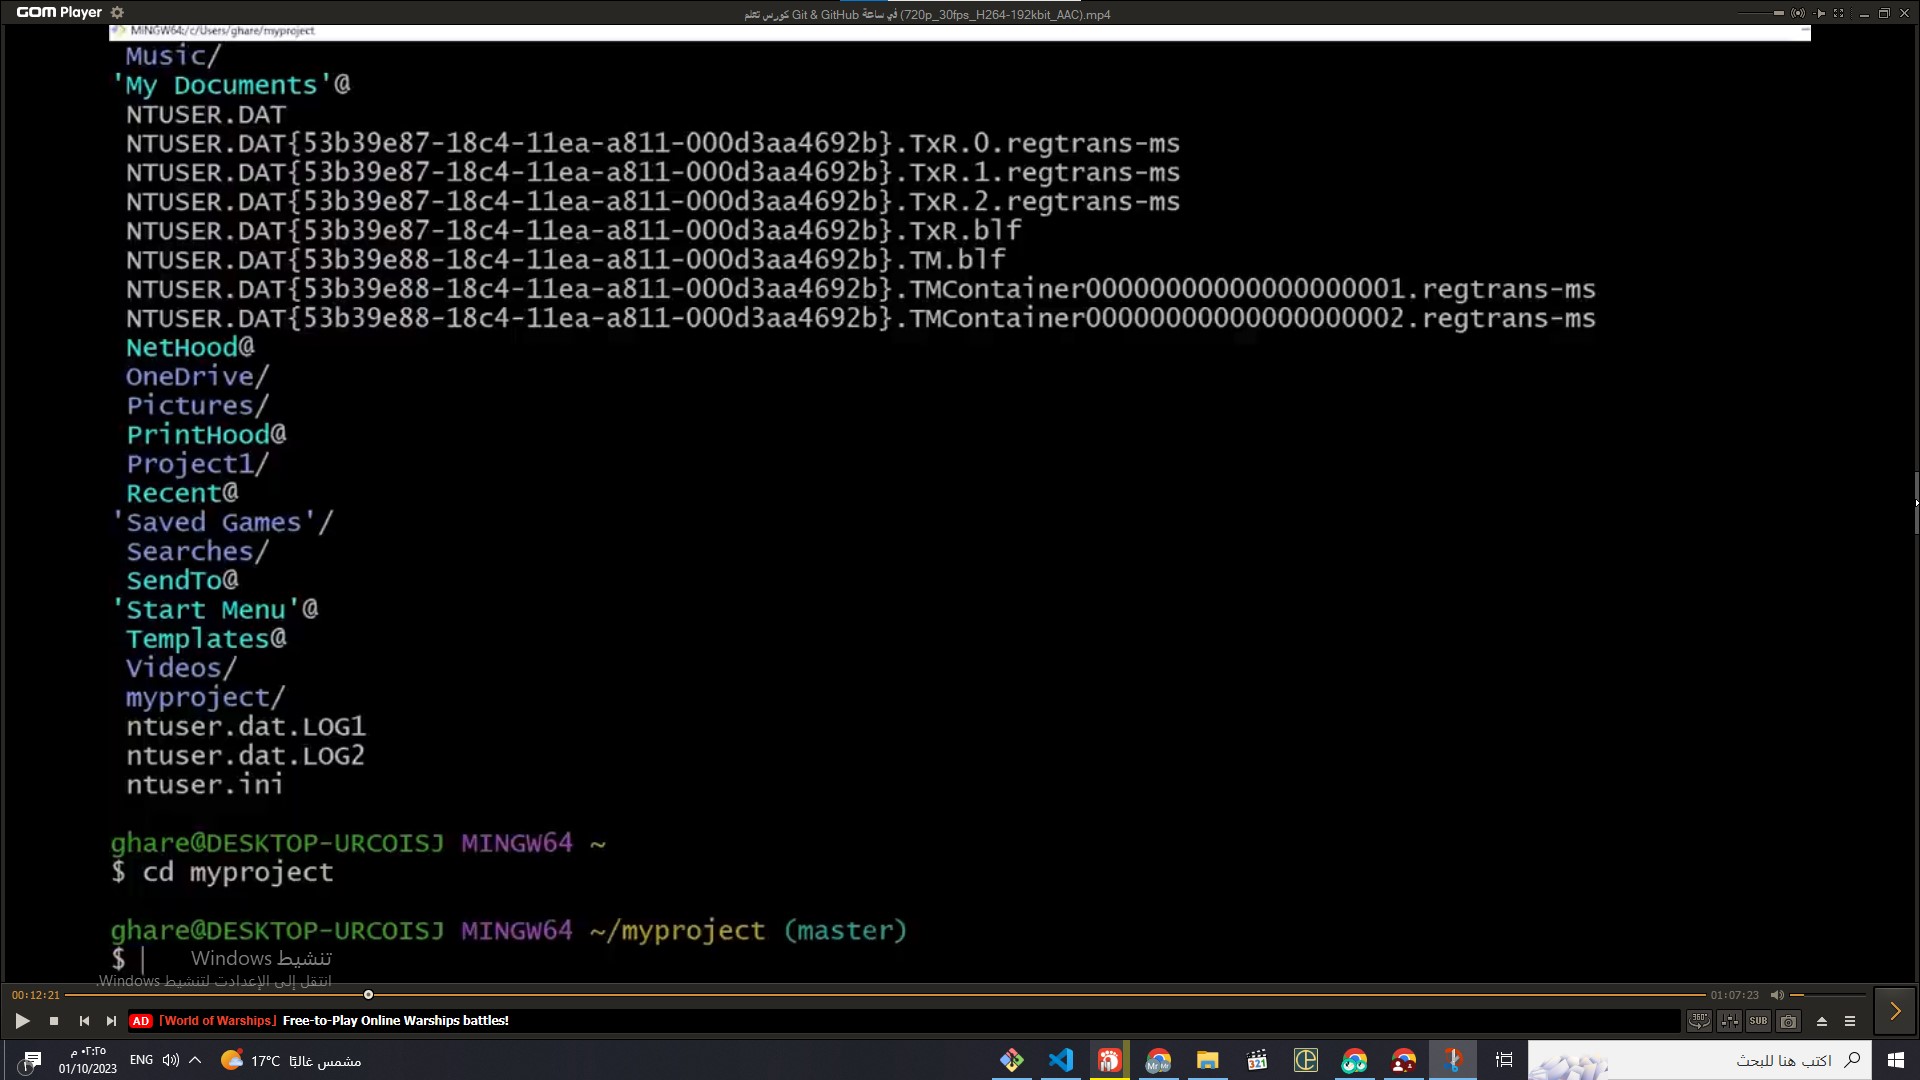 GOM Player
كورس تتعلم Git & GitHub في ساعة (720p_30fps_H264-192kbit_AAC).mp4
MINGW64:/c/Users/ghare/myproject
Music/
'My Documents'@
NTUSER.DAT
NTUSER.DAT{53b39e87-18c4-11ea-a811-000d3aa4692b}.TxR.0.regtrans-ms
NTUSER.DAT{53b39e87-18c4-11ea-a811-000d3aa4692b}.TxR.1.regtrans-ms
NTUSER.DAT{53b39e87-18c4-11ea-a811-000d3aa4692b}.TxR.2.regtrans-ms
NTUSER.DAT{53b39e87-18c4-11ea-a811-000d3aa4692b}.TxR.blf
NTUSER.DAT{53b39e88-18c4-11ea-a811-000d3aa4692b}.TM.blf
NTUSER.DAT{53b39e88-18c4-11ea-a811-000d3aa4692b}.TMContainer00000000000000000001.regtrans-ms
NTUSER.DAT{53b39e88-18c4-11ea-a811-000d3aa4692b}.TMContainer00000000000000000002.regtrans-ms
NetHood@
OneDrive/
Pictures/
PrintHood@
Project1/
Recent@
'Saved Games'/
Searches/
SendTo@
'Start Menu'@
Templates@
Videos/
myproject/
ntuser.dat.LOG1
ntuser.dat.LOG2
ntuser.ini
ghare@DESKTOP-URCOISJ MINGW64 ~
$ cd myproject
ghare@DESKTOP-URCOISJ MINGW64 ~/myproject (master)
$
تنشيط Windows
انتقل إلى الإعدادت لتنشيط Windows.
00:12:21
01:07:23
AD [World of Warships] Free-to-Play Online Warships battles!
360°
SUB
٠٢:٢٥ م
01/10/2023
ENG
17°C مشمس غالبًا
321
اكتب هنا للبحث